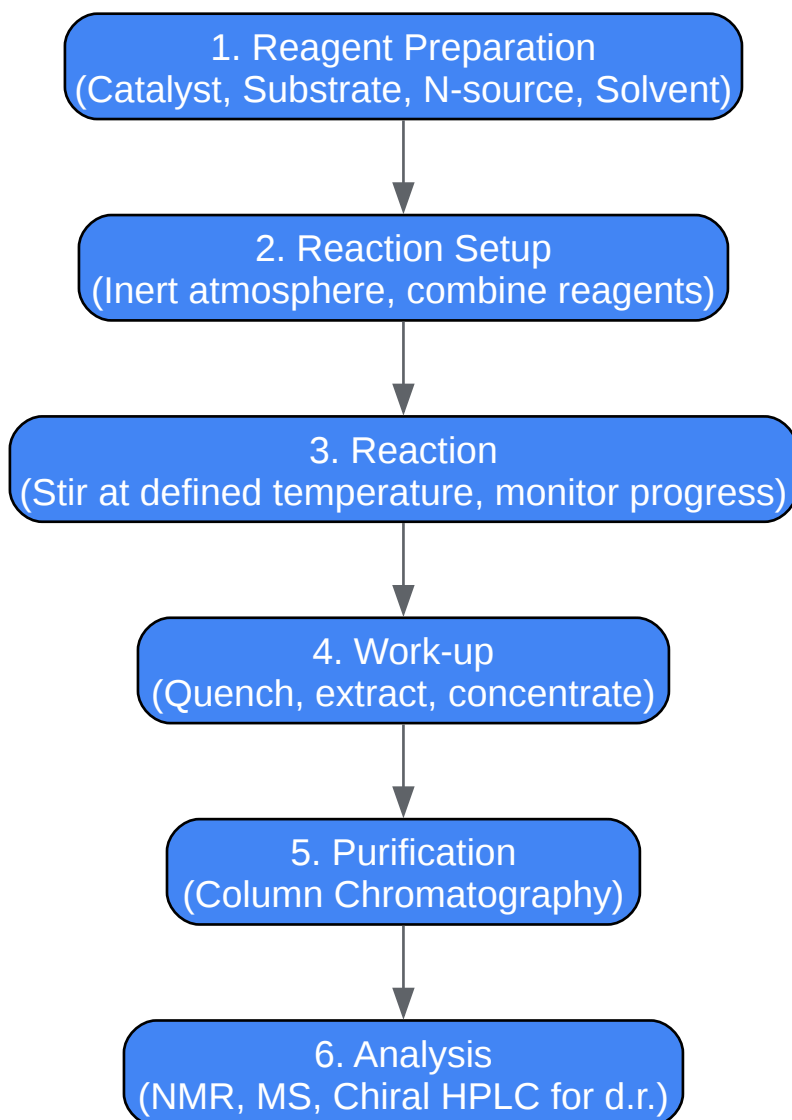 1. Reagent Preparation
(Catalyst, Substrate, N-source, Solvent)
2. Reaction Setup
(Inert atmosphere, combine reagents)
3. Reaction
(Stir at defined temperature, monitor progress)
4. Work-up
(Quench, extract, concentrate)
5. Purification
(Column Chromatography)
6. Analysis
(NMR, MS, Chiral HPLC for d.r.)